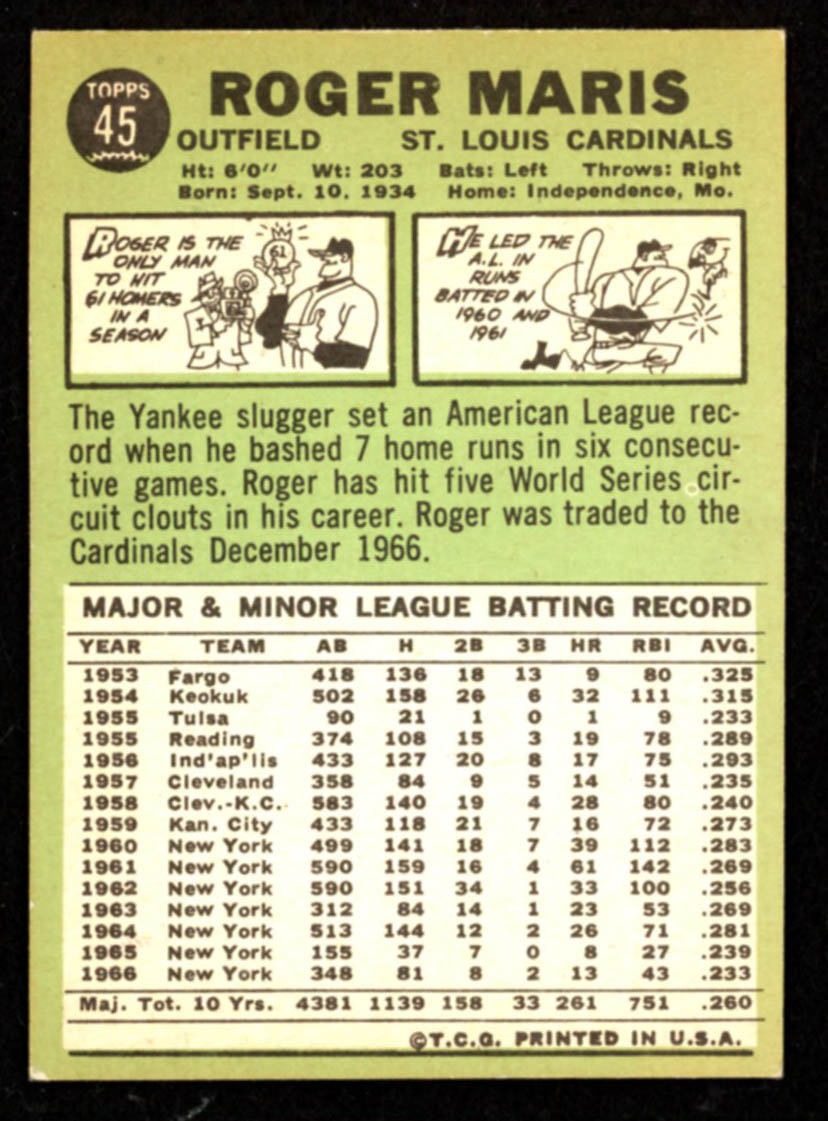 TOPPS
45
ROGER MARIS
OUTFIELD ST. LOUIS CARDINALS
Ht: 6'0" Wt: 203 Bats: Left Throws: Right
Born: Sept. 10, 1934 Home: Independence, Mo.
ROGER IS THE
ONLY MAN
TO HIT
61 HOMERS
IN A
SEASON
61
HE LED THE
A.L. IN
RUNS
BATTED IN
1960 AND
1961
The Yankee slugger set an American League rec-
ord when he bashed 7 home runs in six consecu-
tive games. Roger has hit five World Series cir-
cuit clouts in his career. Roger was traded to the
Cardinals December 1966.
MAJOR & MINOR LEAGUE BATTING RECORD
YEAR TEAM AB H 2B 3B HR RBI AVG.
1953 Fargo 418 136 18 13 9 80 .325
1954 Keokuk 502 158 26 6 32 111 .315
1955 Tulsa 90 21 1 0 1 9 .233
1955 Reading 374 108 15 3 19 78 .289
1956 Ind'ap'lis 433 127 20 8 17 75 .293
1957 Cleveland 358 84 9 5 14 51 .235
1958 Clev.-K.C. 583 140 19 4 28 80 .240
1959 Kan. City 433 118 21 7 16 72 .273
1960 New York 499 141 18 7 39 112 .283
1961 New York 590 159 16 4 61 142 .269
1962 New York 590 151 34 1 33 100 .256
1963 New York 312 84 14 1 23 53 .269
1964 New York 513 144 12 2 26 71 .281
1965 New York 155 37 7 0 8 27 .239
1966 New York 348 81 8 2 13 43 .233
Maj. Tot. 10 Yrs. 4381 1139 158 33 261 751 .260
©T.C.G. PRINTED IN U.S.A.